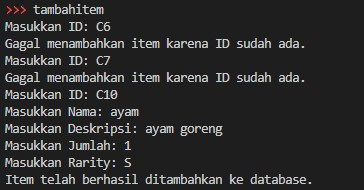 >>> tambahitem
Masukkan ID: C6
Gagal menambahkan item karena ID sudah ada.
Masukkan ID: C7
Gagal menambahkan item karena ID sudah ada.
Masukkan ID: C10
Masukkan Nama: ayam
Masukkan Deskripsi: ayam goreng
Masukkan Jumlah: 1
Masukkan Rarity: S
Item telah berhasil ditambahkan ke database.